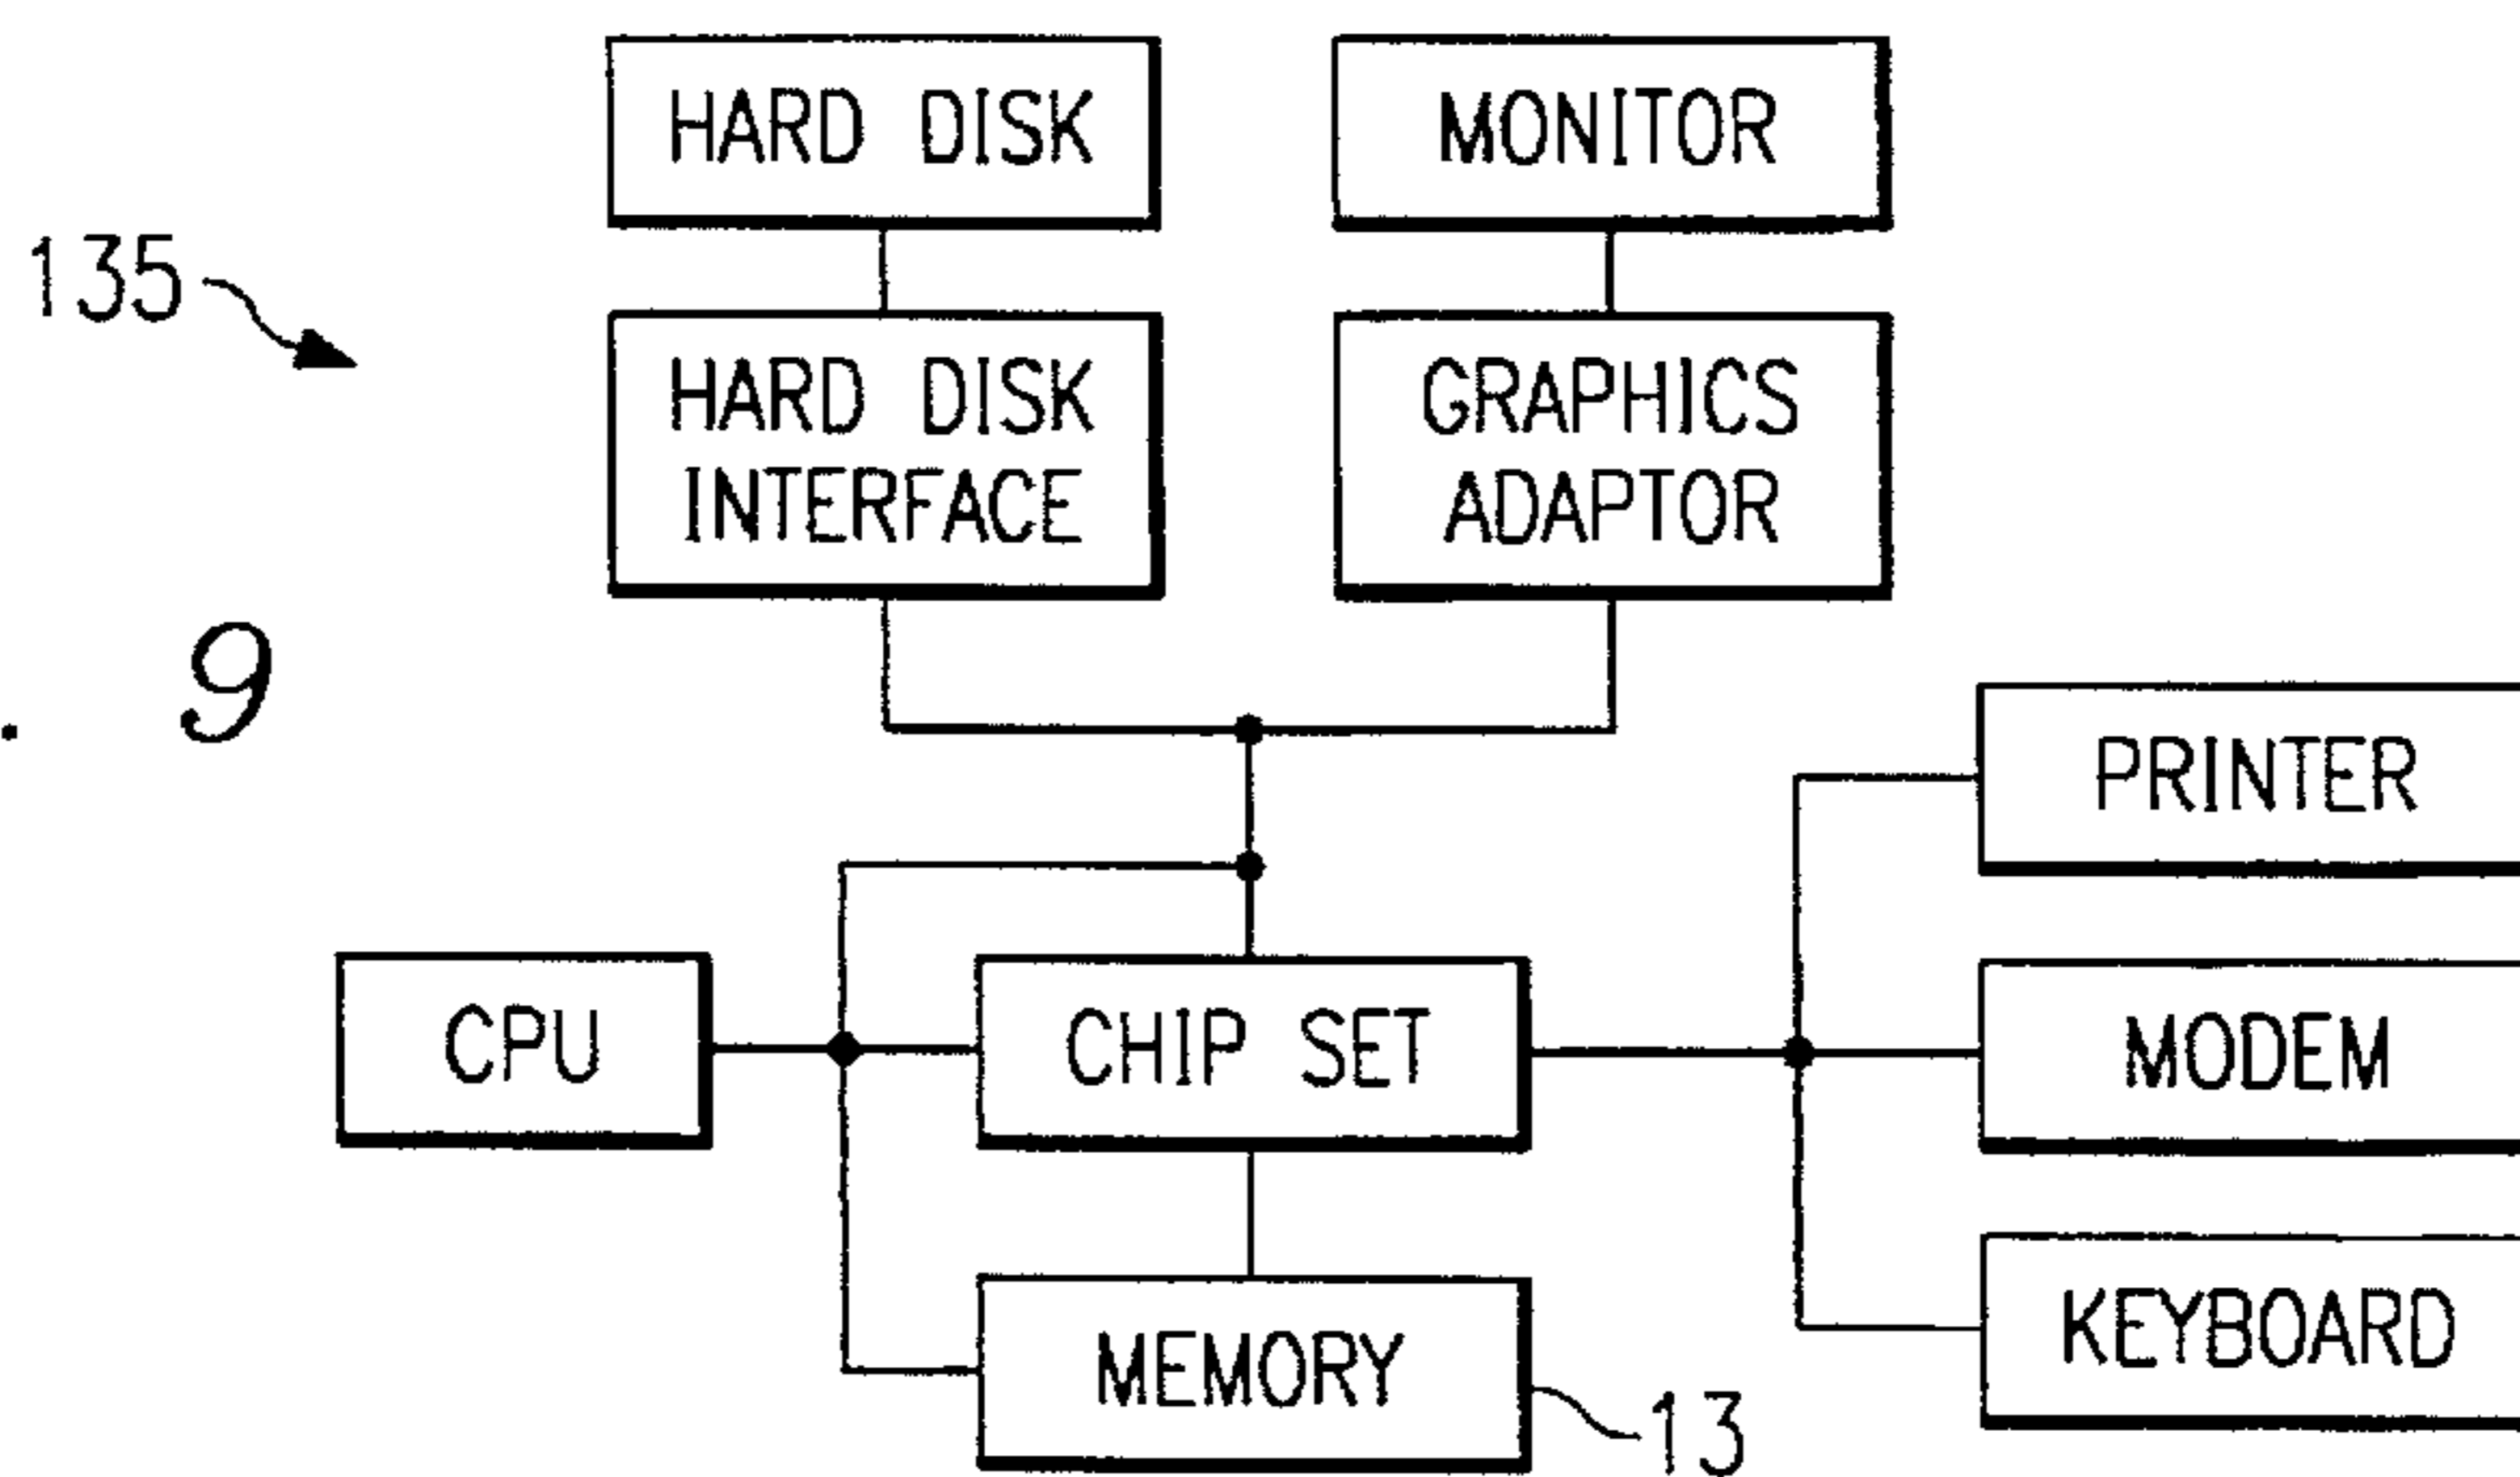 HARD DISK
MONITOR
135
HARD DISK
INTERFACE
GRAPHICS
ADAPTOR
. 9
PRINTER
CPU
CHIP SET
MODEM
MEMORY
KEYBOARD
13